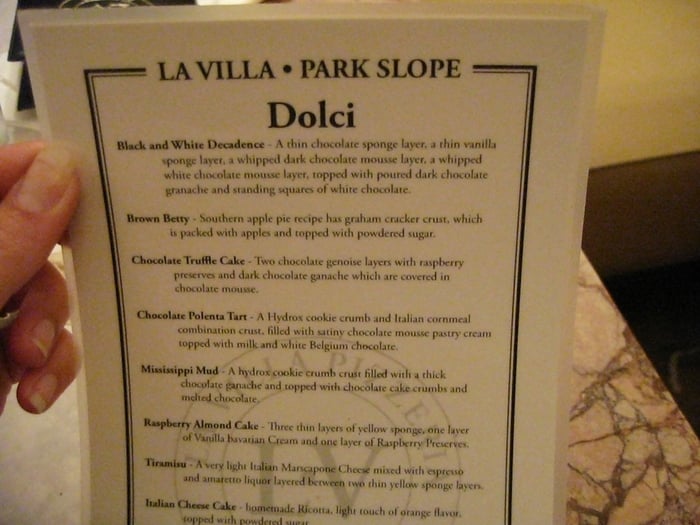 LA VILLA • PARK SLOPE
Dolci
Black and White Decadence - A thin chocolate sponge layer, a thin vanilla
sponge layer, a whipped dark chocolate mousse layer, a whipped
white chocolate mousse layer, topped with poured dark chocolate
granache and standing squares of white chocolate.
Brown Betty - Southern apple pie recipe has graham cracker crust, which
is packed with apples and topped with powdered sugar.
Chocolate Truffle Cake - Two chocolate genoise layers with raspberry
preserves and dark chocolate ganache which are covered in
chocolate mousse.
Chocolate Polenta Tart - A Hydrox cookie crumb and Italian cornmeal
combination crust, filled with satiny chocolate mousse pastry cream
topped with milk and white Belgium chocolate.
Mississippi Mud - A hydrox cookie crumb crust filled with a thick
chocolate ganache and topped with chocolate cake crumbs and
melted chocolate.
Raspberry Almond Cake - Three thin layers of yellow sponge, one layer
of Vanilla bavarian Cream and one layer of Raspberry Preserves.
Tiramisu - A very light Italian Marscapone Cheese mixed with espresso
and amaretto liquor layered between two thin yellow sponge layers.
Italian Cheese Cake - homemade Ricotta, light touch of orange flavor,
topped with powdered sugar